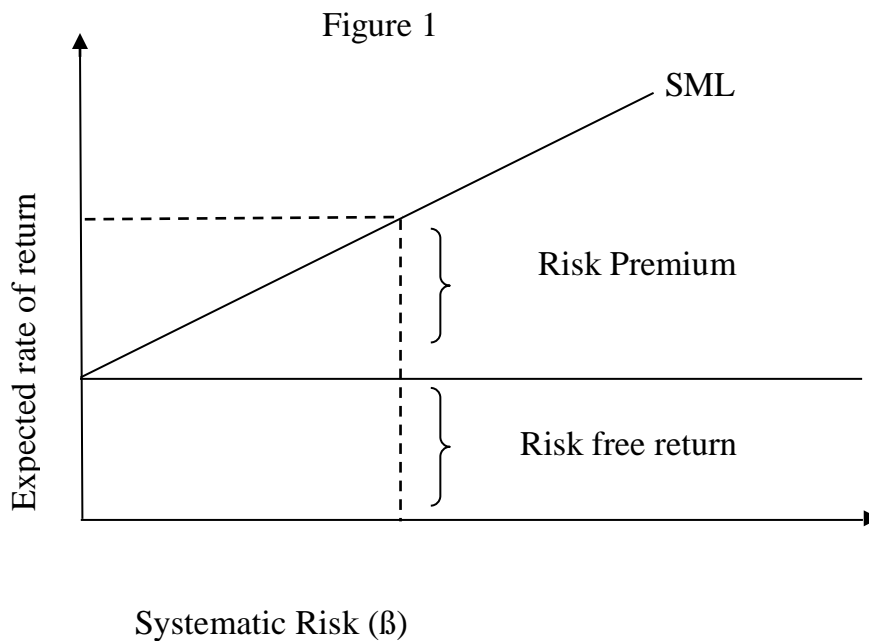 Figure 1
SML
Expected rate of return
Risk Premium
Risk free return
Systematic Risk (ß)